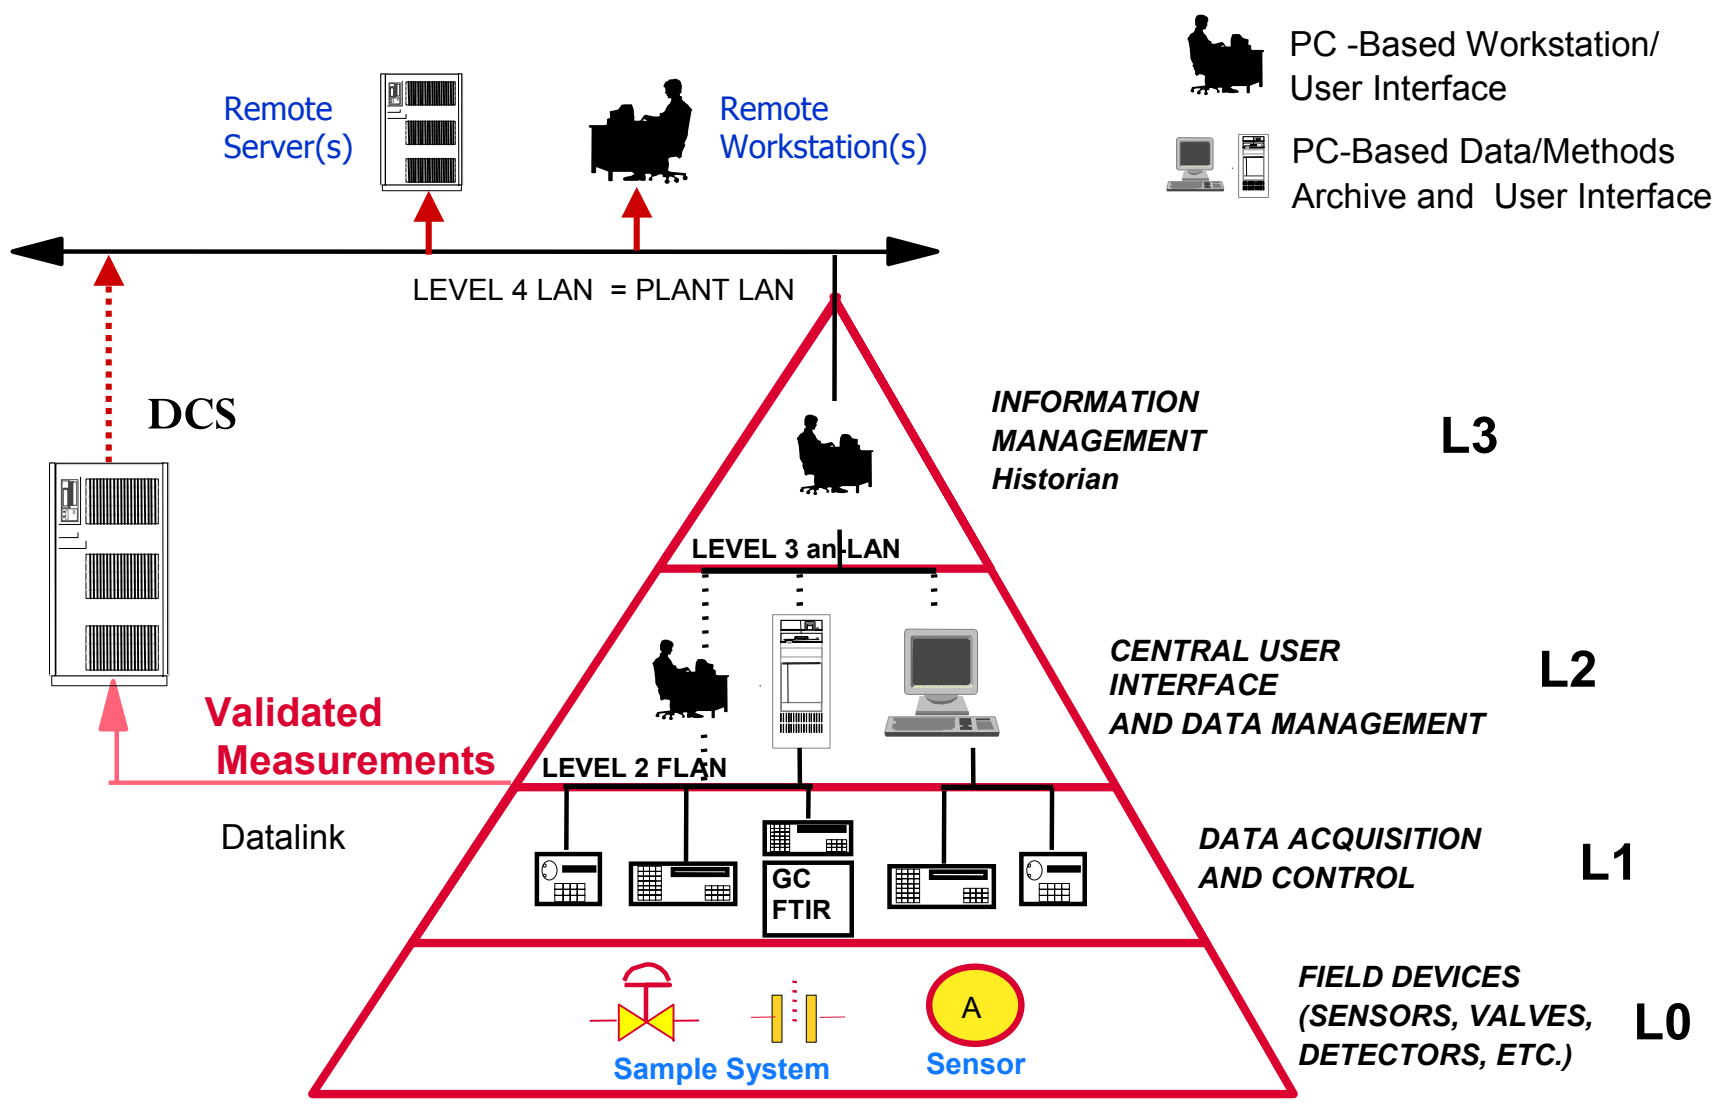 PC -Based Workstation/
User Interface
Remote
Server(s)
Remote
Workstation(s)
PC-Based Data/Methods
Archive and User Interface
LEVEL 4 LAN = PLANT LAN
DCS
INFORMATION
MANAGEMENT
Historian
L3
LEVEL 3 an-LAN
CENTRAL USER
INTERFACE
AND DATA MANAGEMENT
L2
Validated
Measurements
LEVEL 2 FLAN
Datalink
DATA ACQUISITION
AND CONTROL
L1
GC
FTIR
FIELD DEVICES
(SENSORS, VALVES,
DETECTORS, ETC.)
L0
A
Sample System
Sensor